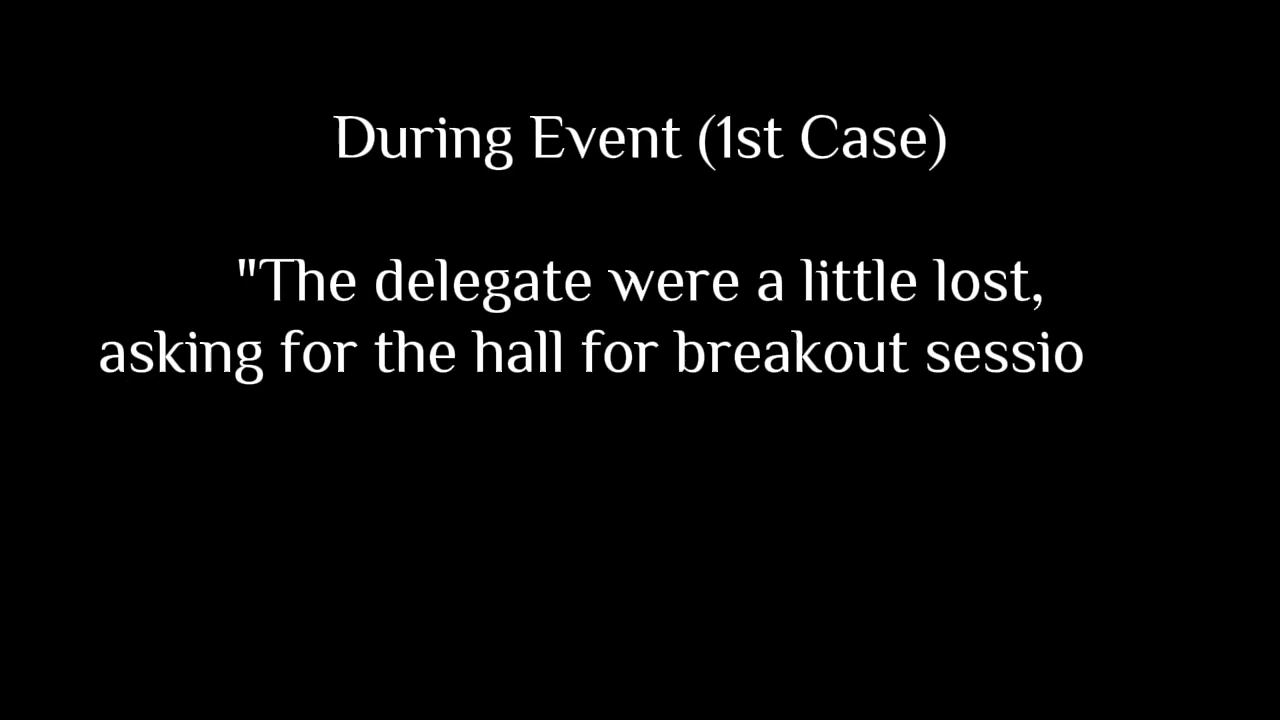 During Event (1st Case)
"The delegate were a little lost,
asking for the hall for breakout sessio